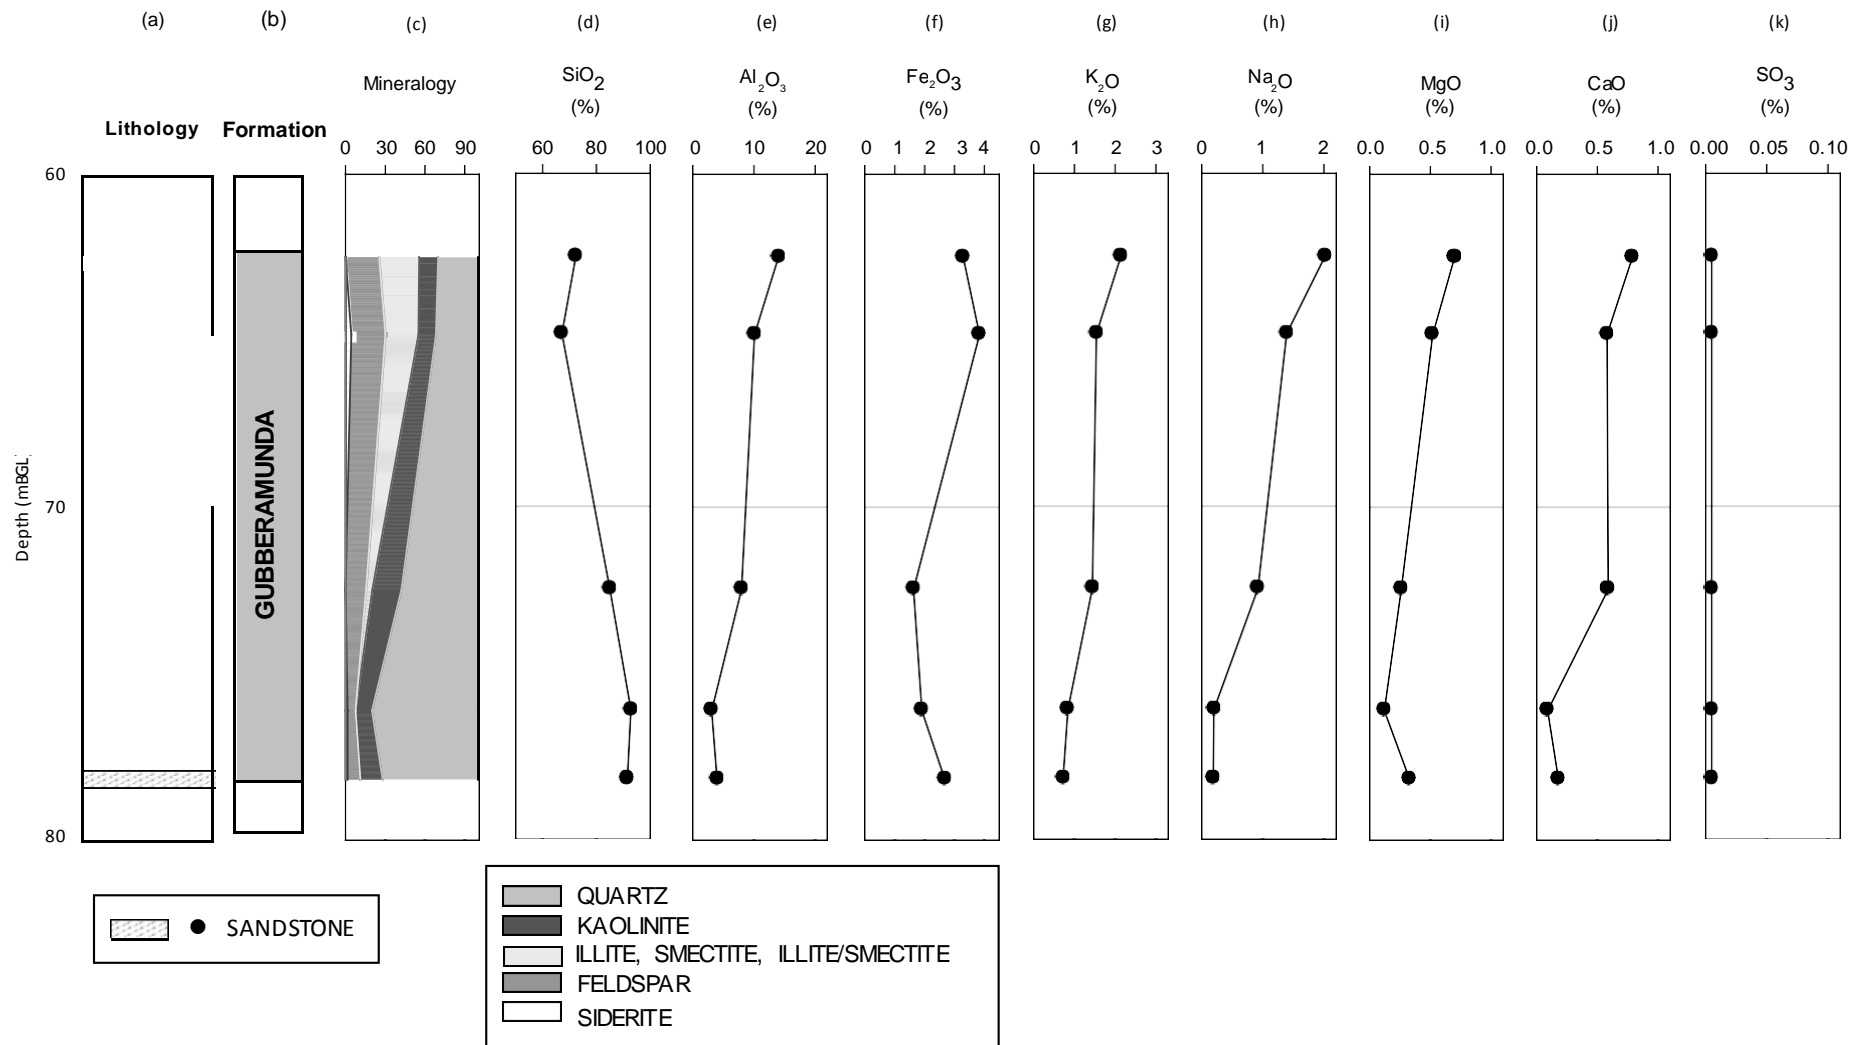 (a) (b) (c) (d) (e) (f) (g) (h) (i) (j) (k)
Lithology
Formation
Mineralogy
SiO2 (%)
Al2O3 (%)
Fe2O3 (%)
K2O (%)
Na2O (%)
MgO (%)
CaO (%)
SO3 (%)
0 30 60 90
60 80 100
0 10 20
0 1 2 3 4
0 1 2 3
0 1 2
0.0 0.5 1.0
0.0 0.5 1.0
0.00 0.05 0.10
60
70
80
Depth (mBGL)
GUBBERAMUNDA
SANDSTONE
QUARTZ
KAOLINITE
ILLITE, SMECTITE, ILLITE/SMECTITE
FELDSPAR
SIDERITE